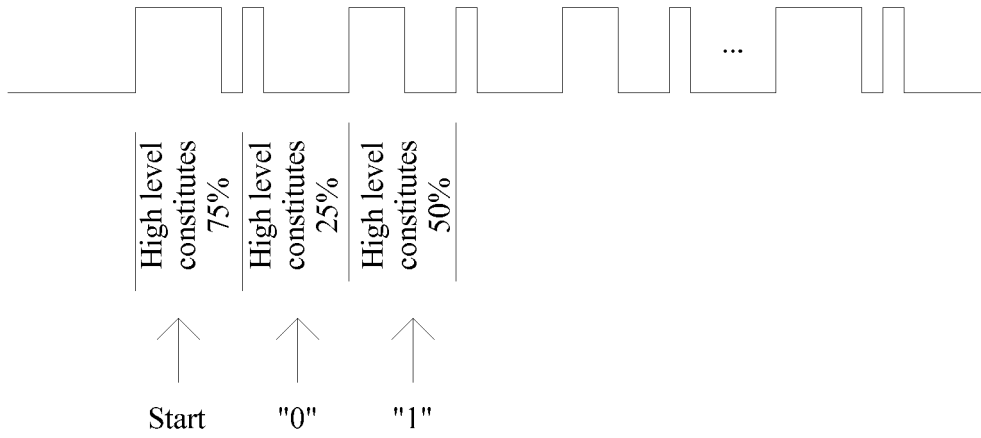 ...
High level
constitutes
75%
High level
constitutes
25%
High level
constitutes
50%
Start
"0"
"1"